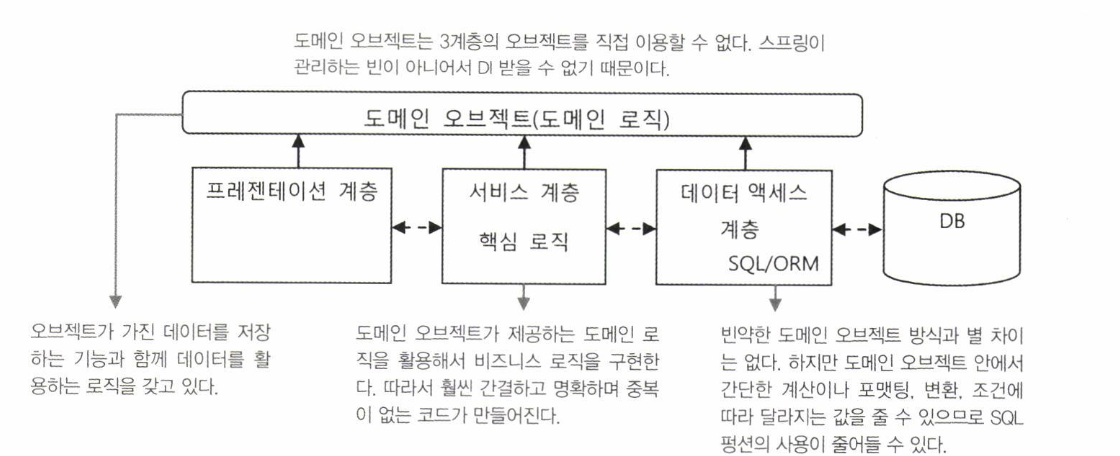 도메인 오브젝트는 3계층의 오브젝트를 직접 이용할 수 없다. 스프링이
관리하는 빈이 아니어서 DI 받을 수 없기 때문이다.
도메인 오브젝트(도메인 로직)
프레젠테이션 계층
서비스 계층
핵심 로직
데이터 액세스
계층
SQL/ORM
DB
오브젝트가 가진 데이터를 저장
하는 기능과 함께 데이터를 활
용하는 로직을 갖고 있다.
도메인 오브젝트가 제공하는 도메인 로
직을 활용해서 비즈니스 로직을 구현한
다. 따라서 훨씬 간결하고 명확하며 중복
이 없는 코드가 만들어진다.
빈약한 도메인 오브젝트 방식과 별 차이
는 없다. 하지만 도메인 오브젝트 안에서
간단한 계산이나 포맷팅, 변환, 조건에
따라 달라지는 값을 줄 수 있으므로 SQL
펑션의 사용이 줄어들 수 있다.